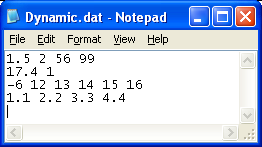 Dynamic.dat - Notepad
File Edit Format View Help
1.5 2 56 99
17.4 1
-6 12 13 14 15 16
1.1 2.2 3.3 4.4